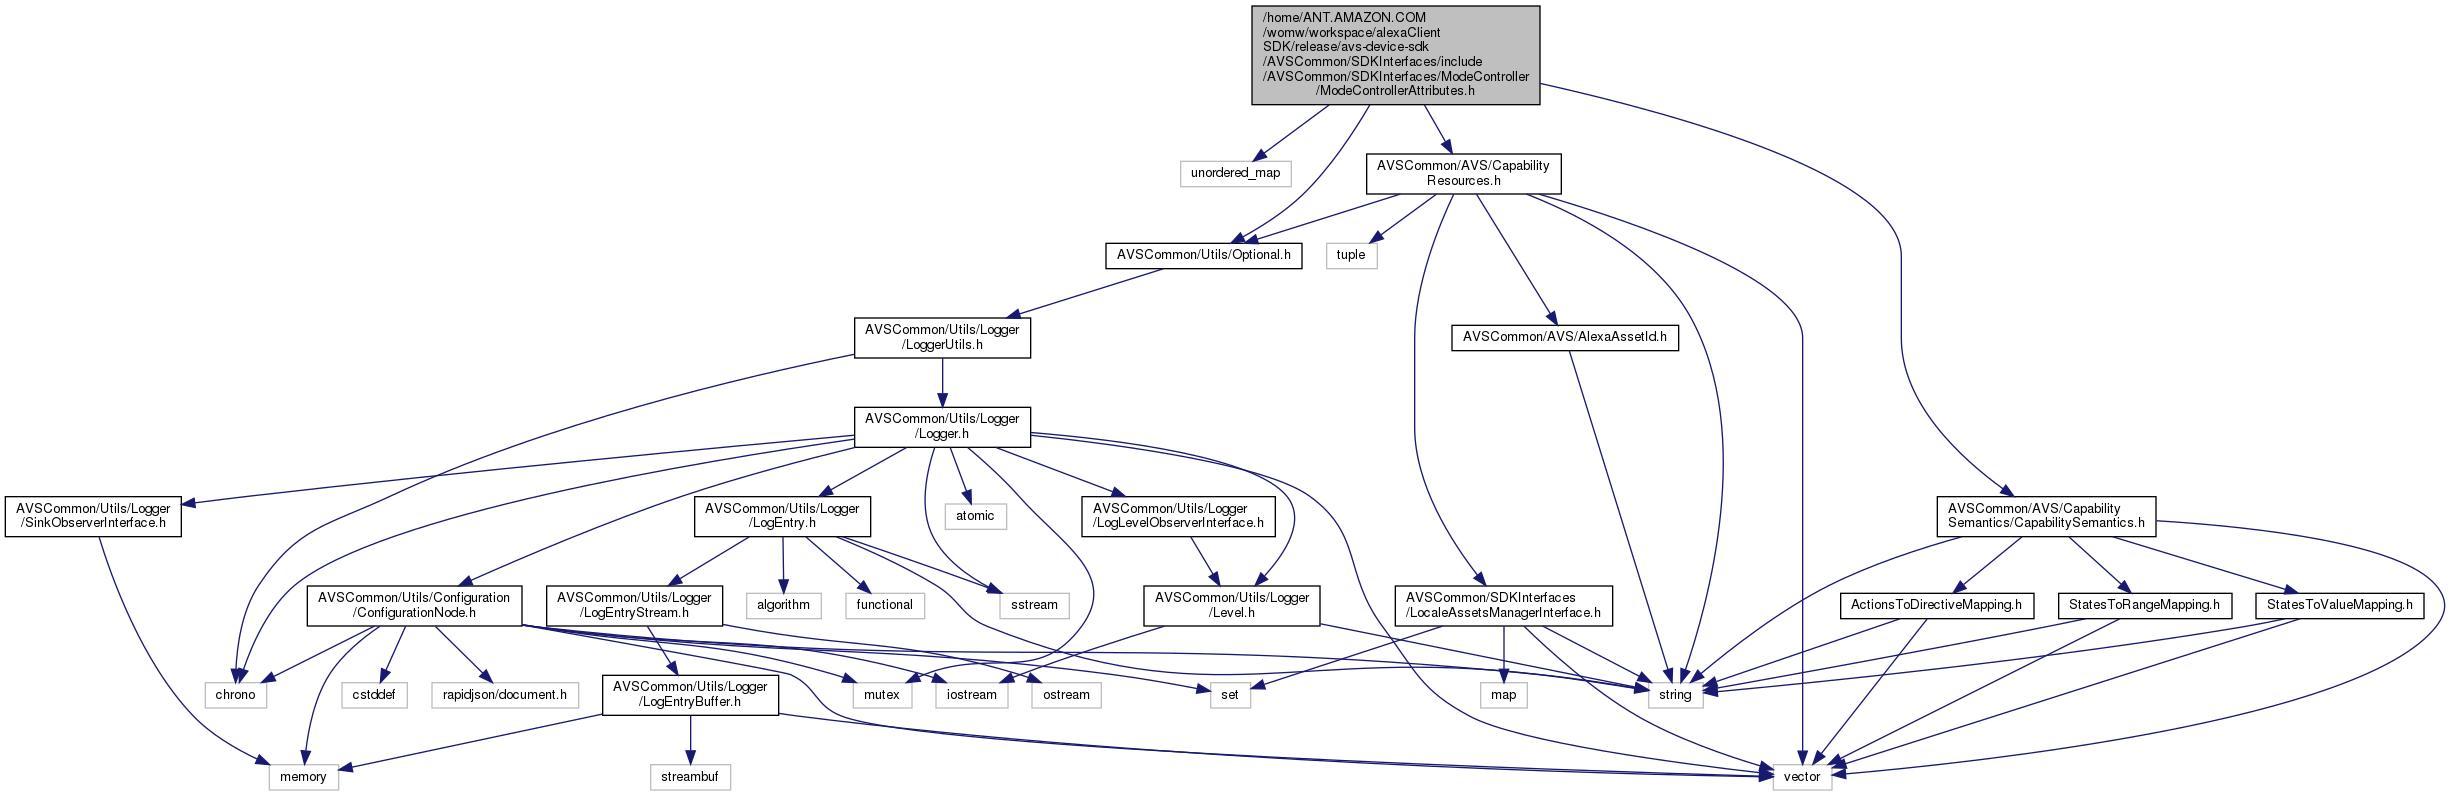 /home/ANT.AMAZON.COM
/womw/workspace/alexaClient
SDK/release/avs-device-sdk
/AVSCommon/SDKInterfaces/include
/AVSCommon/SDKInterfaces/ModeController
/ModeControllerAttributes.h
unordered_map
AVSCommon/AVS/Capability
Resources.h
AVSCommon/Utils/Optional.h
tuple
AVSCommon/Utils/Logger
/LoggerUtils.h
AVSCommon/AVS/AlexaAssetId.h
AVSCommon/Utils/Logger
/Logger.h
AVSCommon/Utils/Logger
/SinkObserverInterface.h
AVSCommon/Utils/Logger
/LogEntry.h
atomic
AVSCommon/Utils/Logger
/LogLevelObserverInterface.h
AVSCommon/AVS/Capability
Semantics/CapabilitySemantics.h
AVSCommon/Utils/Configuration
/ConfigurationNode.h
AVSCommon/Utils/Logger
/LogEntryStream.h
algorithm
functional
sstream
AVSCommon/Utils/Logger
/Level.h
AVSCommon/SDKInterfaces
/LocaleAssetsManagerInterface.h
ActionsToDirectiveMapping.h
StatesToRangeMapping.h
StatesToValueMapping.h
chrono
cstddef
rapidjson/document.h
AVSCommon/Utils/Logger
/LogEntryBuffer.h
mutex
iostream
ostream
set
map
string
memory
streambuf
vector